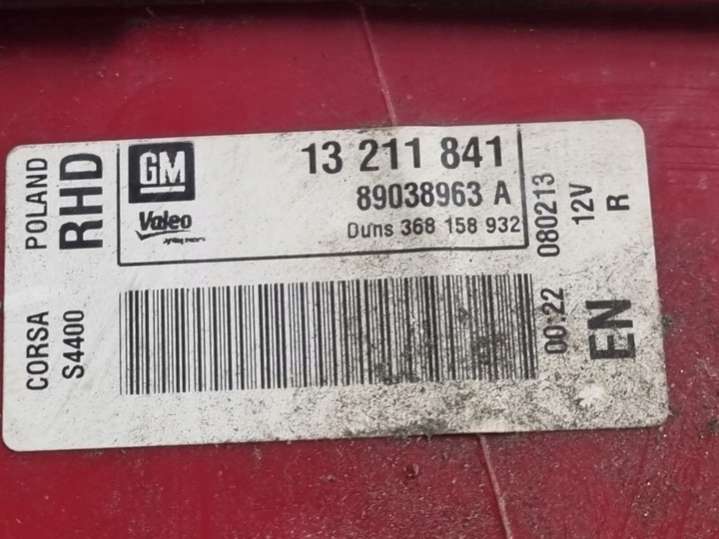 POLAND
RHD
GM
Valeo
13 211 841
89038963 A
Duns 368 158 932
080213
12V
R
CORSA
S4400
00:22
EN